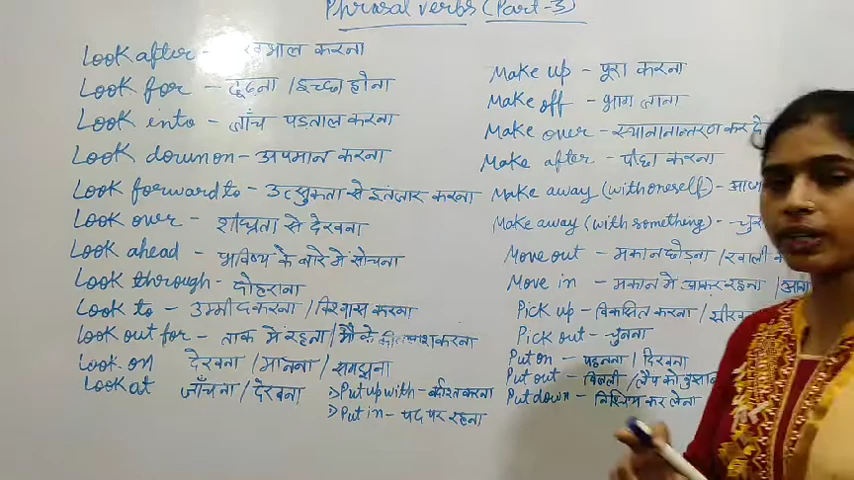 Phrasal verbs (Part-3)
Look after - भाल करना
Look for - ढूढना / इच्छा होना
Look into - जाँच पड़ताल करना
Look down on - अपमान करना
Look forward to - उत्सुकता से इंतजार करना
Look over - शीघ्रता से देखना
Look ahead - भविष्य के बारे में सोचना
Look through - दोहराना
Look to - उम्मीद करना / विश्वास करना
Look out for - ताक में रहना / मौके की तलाश करना
Look on देखना / मानना / समझना
Look at जाँचना / देखना
Put up with - बर्दाश्त करना
Put in - पद पर रहना
Make up - पूरा करना
Make off - भाग जाना
Make over - स्थानान्तरण कर दे
Make after - पीछा करना
Make away (with oneself) -
Make away (with something) -
Move out - मकान छोड़ना / खाली
Move in - मकान में आकर रहना /
Pick up - विकसित करना /
Pick out - चुनना
Put on - पहनना / दिखना
Put out - बिजली / लैंप को
Put down - निष्क्रिय कर लेना